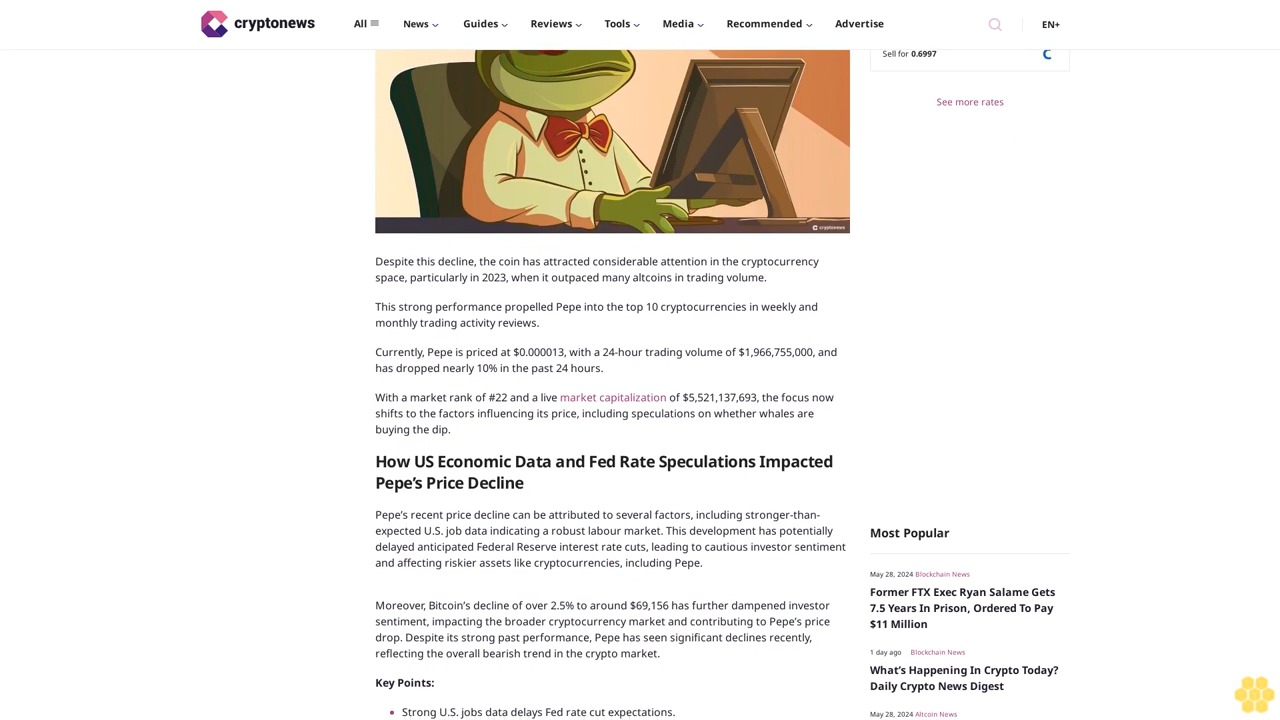 cryptonews
All
News
Guides
Reviews
Tools
Media
Recommended
Advertise
EN+
Sell for 0.6997
See more rates
cryptonews
Despite this decline, the coin has attracted considerable attention in the cryptocurrency
space, particularly in 2023, when it outpaced many altcoins in trading volume.
This strong performance propelled Pepe into the top 10 cryptocurrencies in weekly and
monthly trading activity reviews.
Currently, Pepe is priced at $0.000013, with a 24-hour trading volume of $1,966,755,000, and
has dropped nearly 10% in the past 24 hours.
With a market rank of #22 and a live market capitalization of $5,521,137,693, the focus now
shifts to the factors influencing its price, including speculations on whether whales are
buying the dip.
How US Economic Data and Fed Rate Speculations Impacted
Pepe’s Price Decline
Pepe’s recent price decline can be attributed to several factors, including stronger-than-
expected U.S. job data indicating a robust labour market. This development has potentially
delayed anticipated Federal Reserve interest rate cuts, leading to cautious investor sentiment
and affecting riskier assets like cryptocurrencies, including Pepe.
Moreover, Bitcoin’s decline of over 2.5% to around $69,156 has further dampened investor
sentiment, impacting the broader cryptocurrency market and contributing to Pepe’s price
drop. Despite its strong past performance, Pepe has seen significant declines recently,
reflecting the overall bearish trend in the crypto market.
Key Points:
Strong U.S. jobs data delays Fed rate cut expectations.
Most Popular
May 28, 2024 Blockchain News
Former FTX Exec Ryan Salame Gets
7.5 Years In Prison, Ordered To Pay
$11 Million
1 day ago Blockchain News
What’s Happening In Crypto Today?
Daily Crypto News Digest
May 28, 2024 Altcoin News